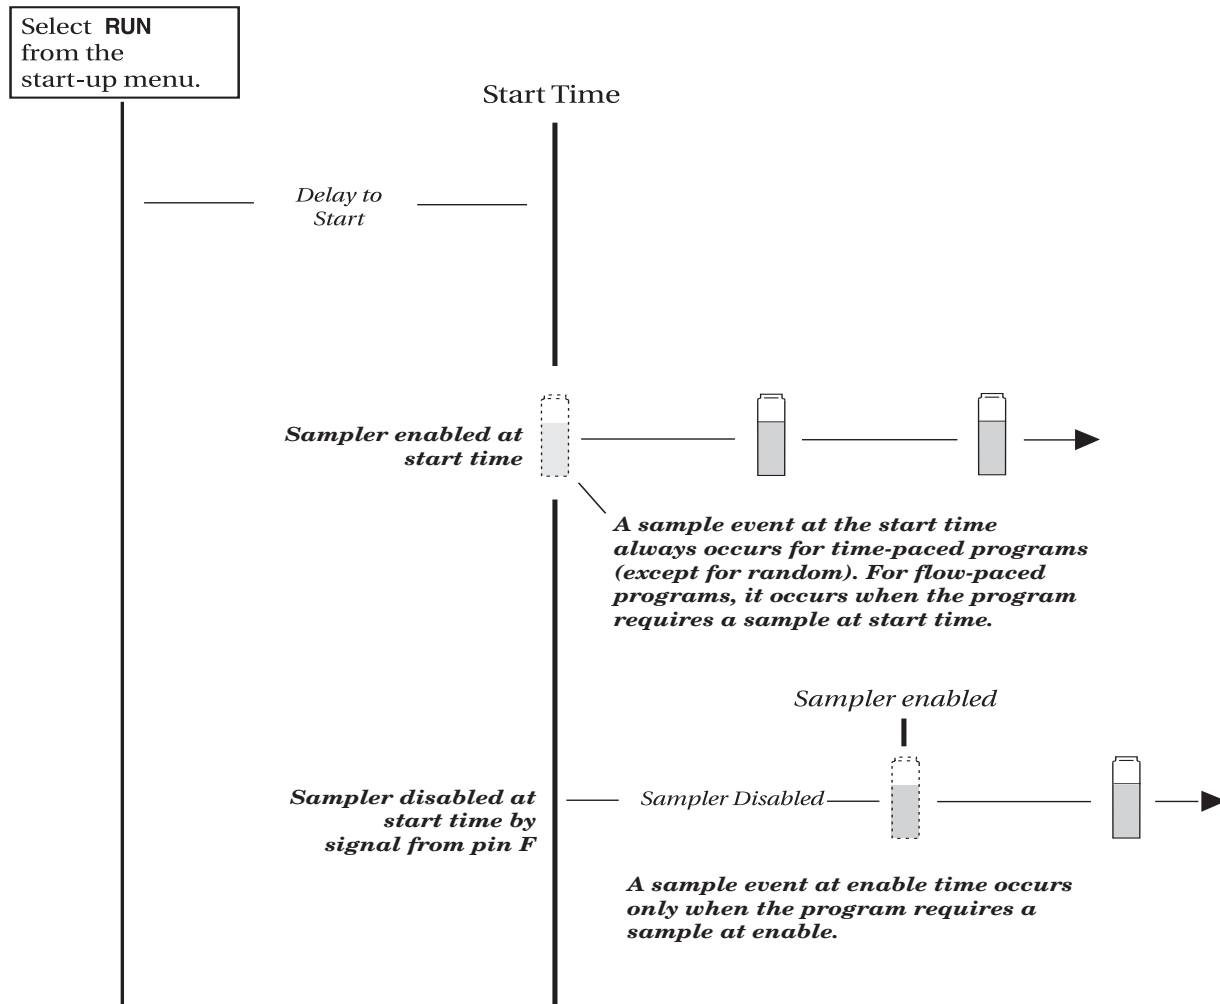 Select RUN
from the
start-up menu.
Start Time
Delay to
Start
Sampler enabled at
start time
A sample event at the start time
always occurs for time-paced programs
(except for random). For flow-paced
programs, it occurs when the program
requires a sample at start time.
Sampler enabled
Sampler disabled at
start time by
signal from pin F
Sampler Disabled
A sample event at enable time occurs
only when the program requires a
sample at enable.